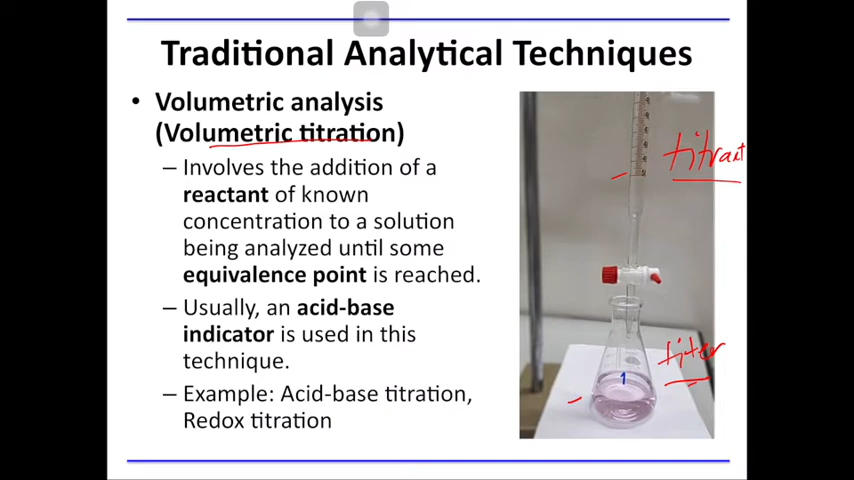 Traditional Analytical Techniques
• Volumetric analysis
(Volumetric titration)
– Involves the addition of a
reactant of known
concentration to a solution
being analyzed until some
equivalence point is reached.
– Usually, an acid-base
indicator is used in this
technique.
– Example: Acid-base titration,
Redox titration
titrant
titer
1